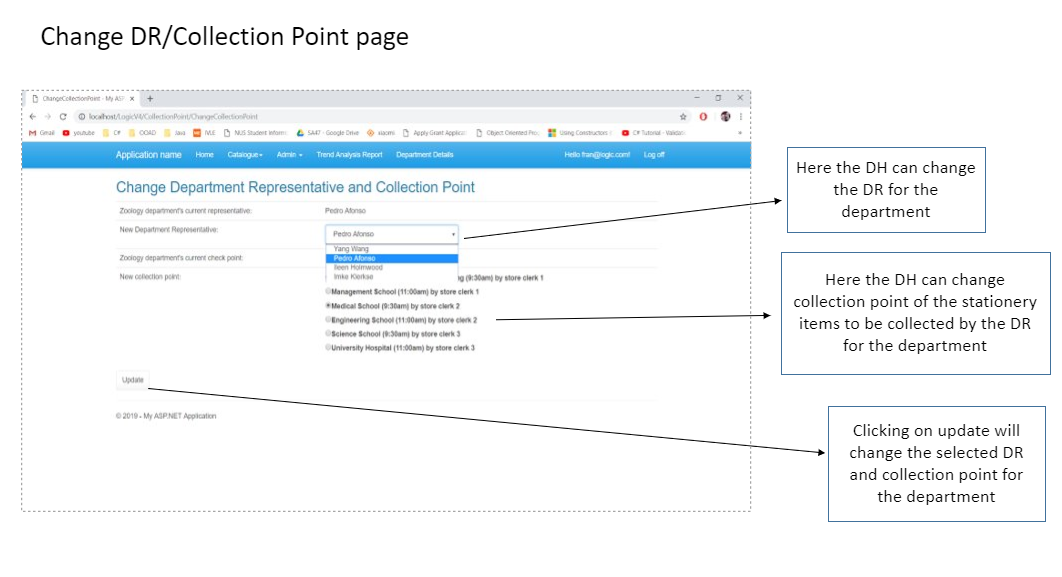 Change DR/Collection Point page
ChangeCollectionPoint - My ASP
localhost/LogicV4/CollectionPoint/ChangeCollectionPoint
Gmail youtube C# OOAD Java IVLE NUS Student Inform SA47 - Google Drive xiaomi Apply Grant Applicat Object Oriented Pro Using Constructors C# Tutorial - Validati
Application name Home Catalogue Admin Trend Analysis Report Department Details Hello fran@logic.com! Log off
Change Department Representative and Collection Point
Zoology department's current representative: Pedro Afonso
New Department Representative: Pedro Afonso
Yang Wang
Pedro Afonso
Zoology department's current check point:
Ileen Holmwood
Imke Klerkse
New collection point: g (9:30am) by store clerk 1
Management School (11:00am) by store clerk 1
Medical School (9:30am) by store clerk 2
Engineering School (11:00am) by store clerk 2
Science School (9:30am) by store clerk 3
University Hospital (11:00am) by store clerk 3
Update
© 2019 - My ASP.NET Application
Here the DH can change
the DR for the
department
Here the DH can change
collection point of the stationery
items to be collected by the DR
for the department
Clicking on update will
change the selected DR
and collection point for
the department